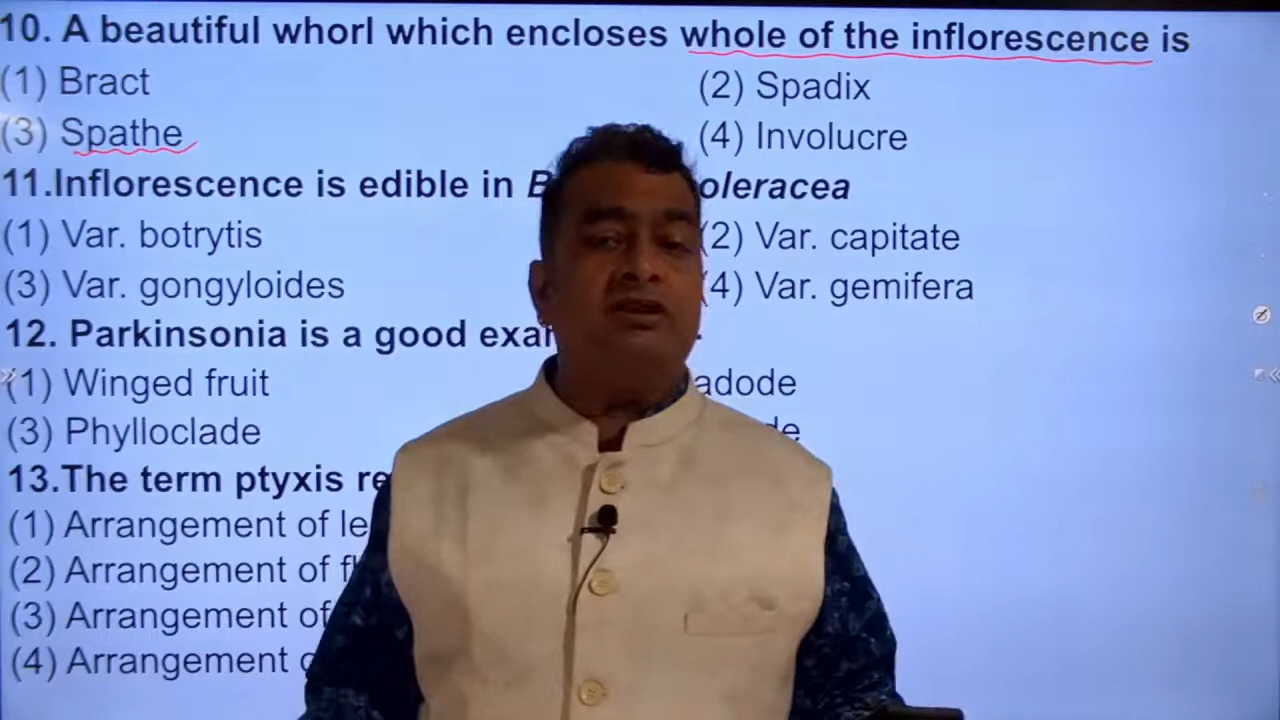 10. A beautiful whorl which encloses whole of the inflorescence is
(1) Bract (2) Spadix
(3) Spathe (4) Involucre
11.Inflorescence is edible in oleracea
(1) Var. botrytis (2) Var. capitate
(3) Var. gongyloides (4) Var. gemifera
12. Parkinsonia is a good
(1) Winged fruit
(3) Phylloclade
13.The term ptyxis
(1) Arrangement of
(2) Arrangement of
(3) Arrangement of
(4) Arrangement